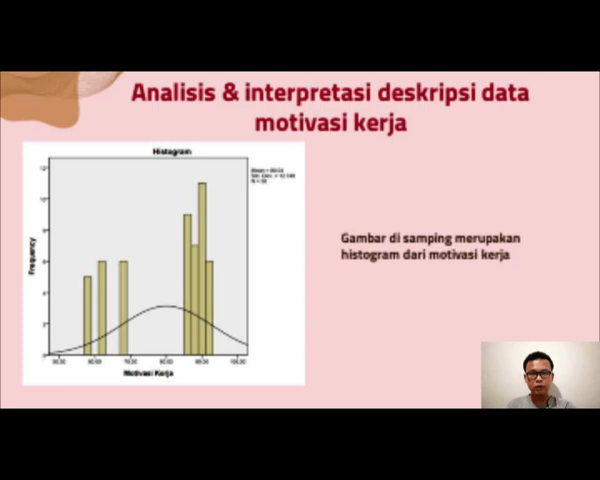 Analisis & interpretasi deskripsi data
motivasi kerja
Histogram
Frequency
Motivasi Kerja
Gambar di samping merupakan
histogram dari motivasi kerja